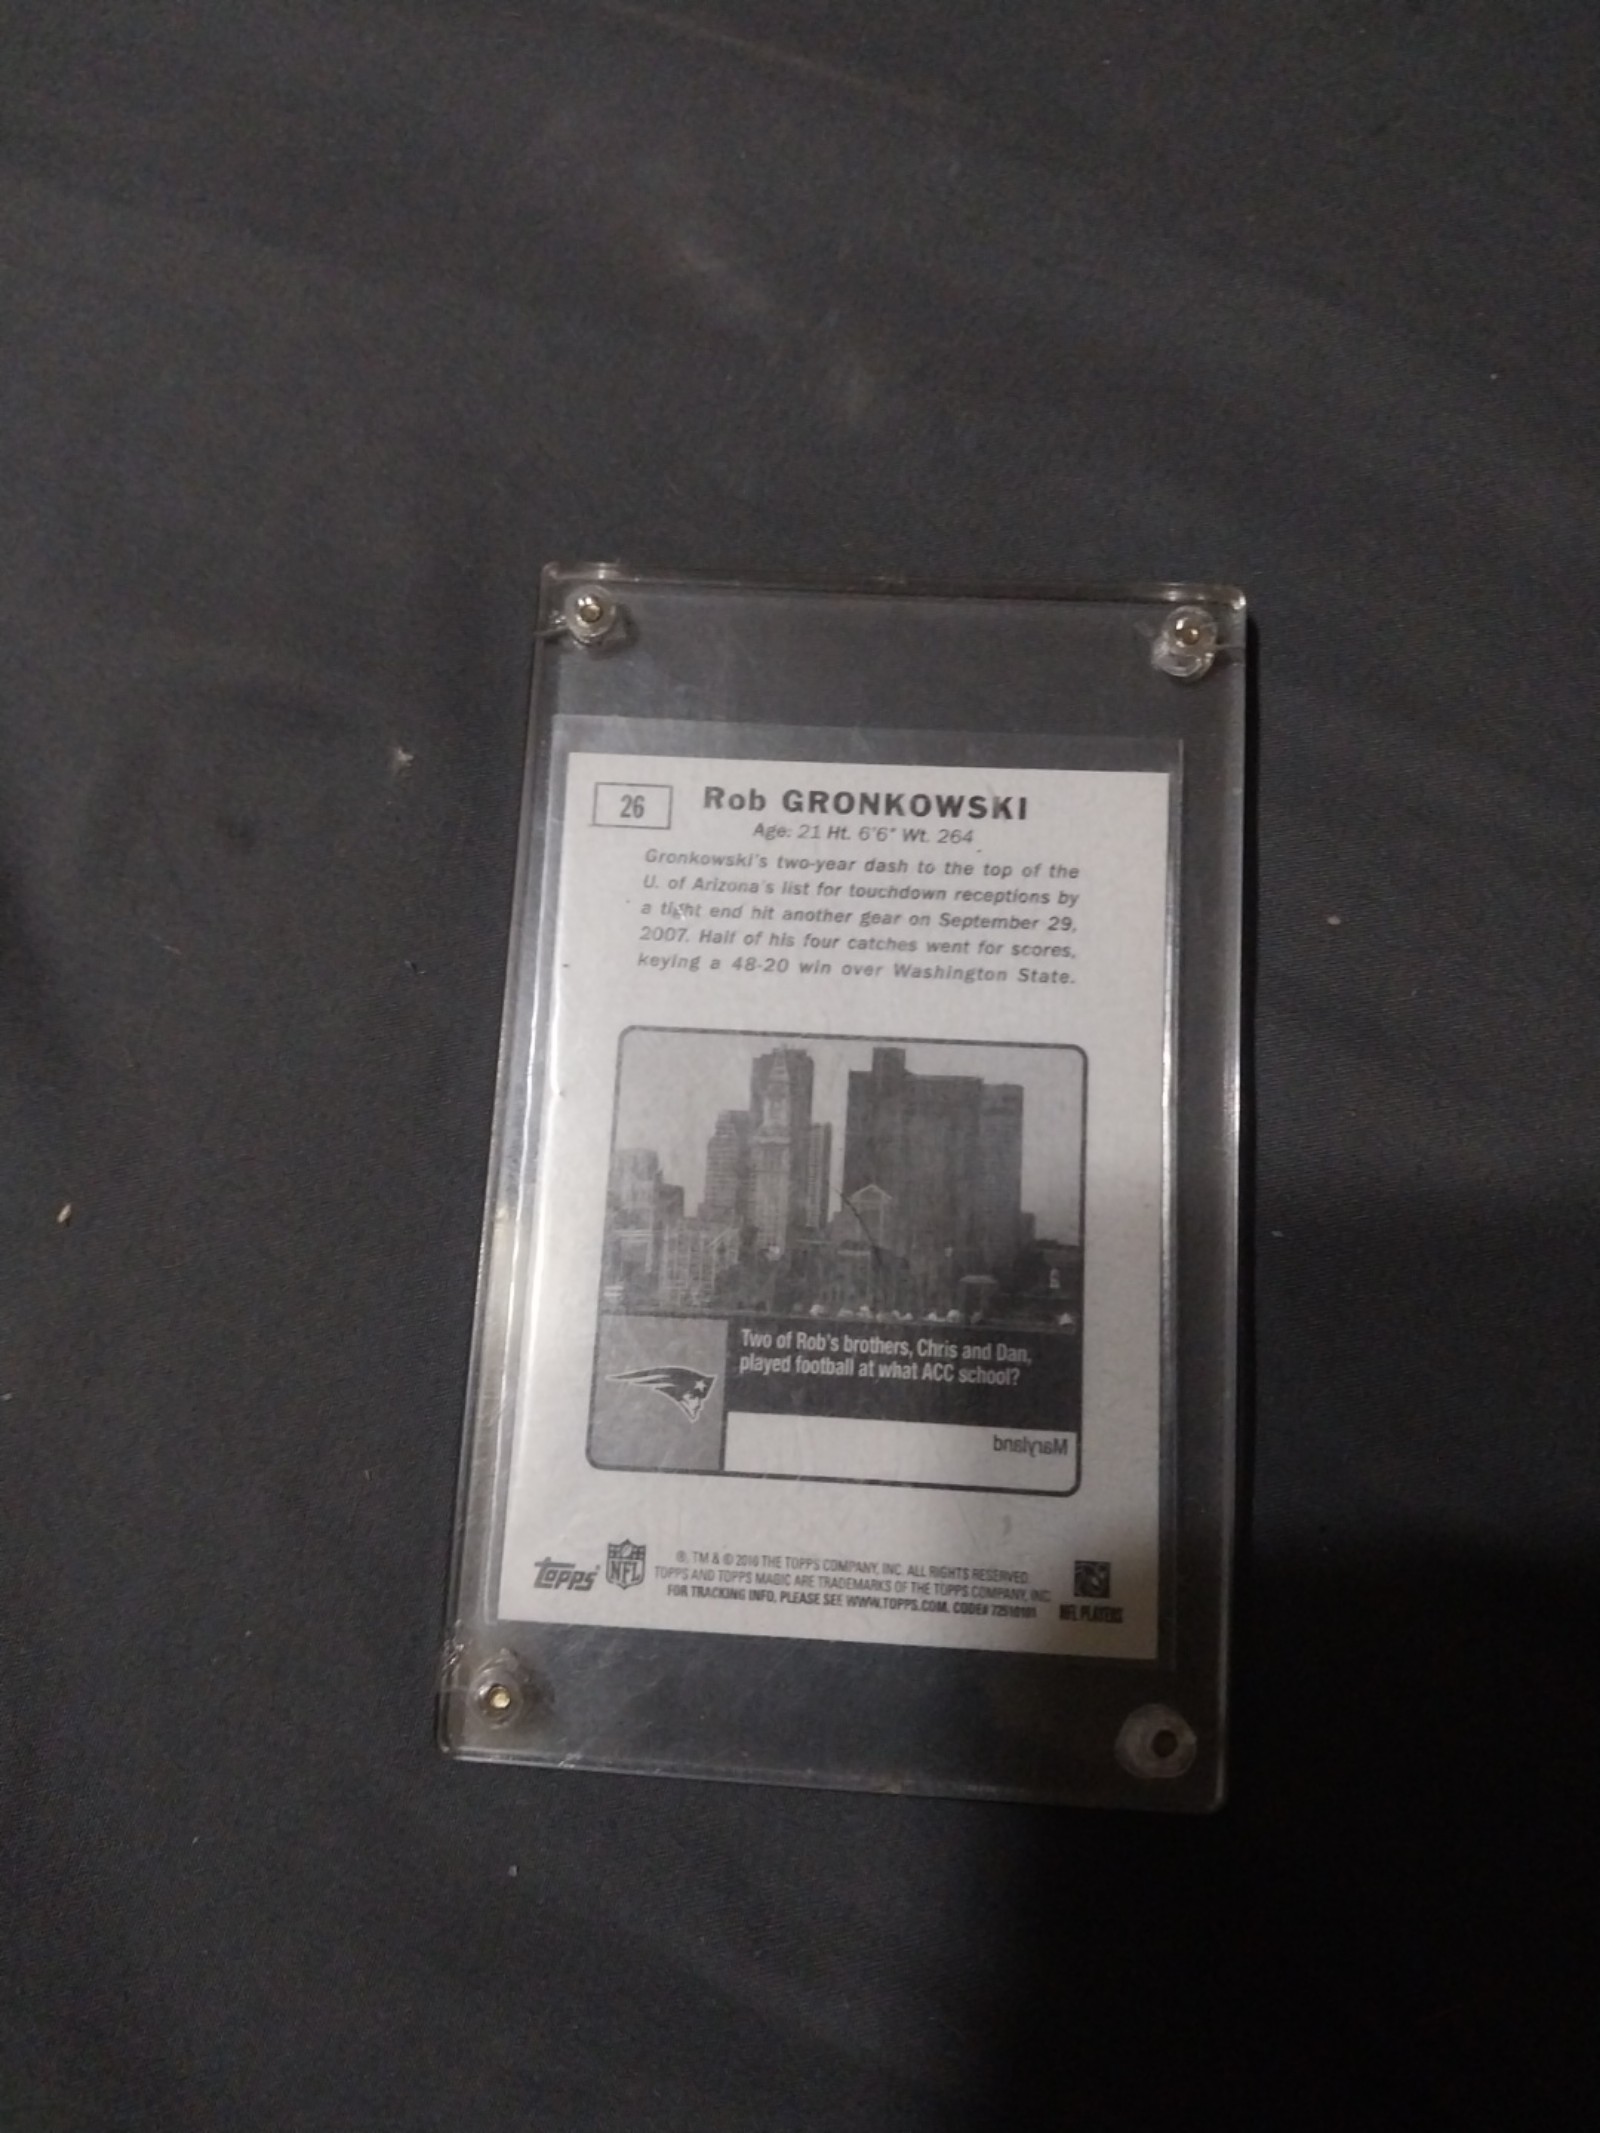 26
Rob GRONKOWSKI
Age: 21 Ht. 6'6" Wt. 264
Gronkowski's two-year dash to the top of the
U. of Arizona's list for touchdown receptions by
a tight end hit another gear on September 29,
2007. Half of his four catches went for scores,
keying a 48-20 win over Washington State.
Two of Rob's brothers, Chris and Dan,
played football at what ACC school?
Maryland
Topps
NFL
®, TM & © 2010 THE TOPPS COMPANY, INC. ALL RIGHTS RESERVED.
TOPPS AND TOPPS MAGIC ARE TRADEMARKS OF THE TOPPS COMPANY, INC.
FOR TRACKING INFO, PLEASE SEE WWW.TOPPS.COM. CODE#
NFL PLAYERS